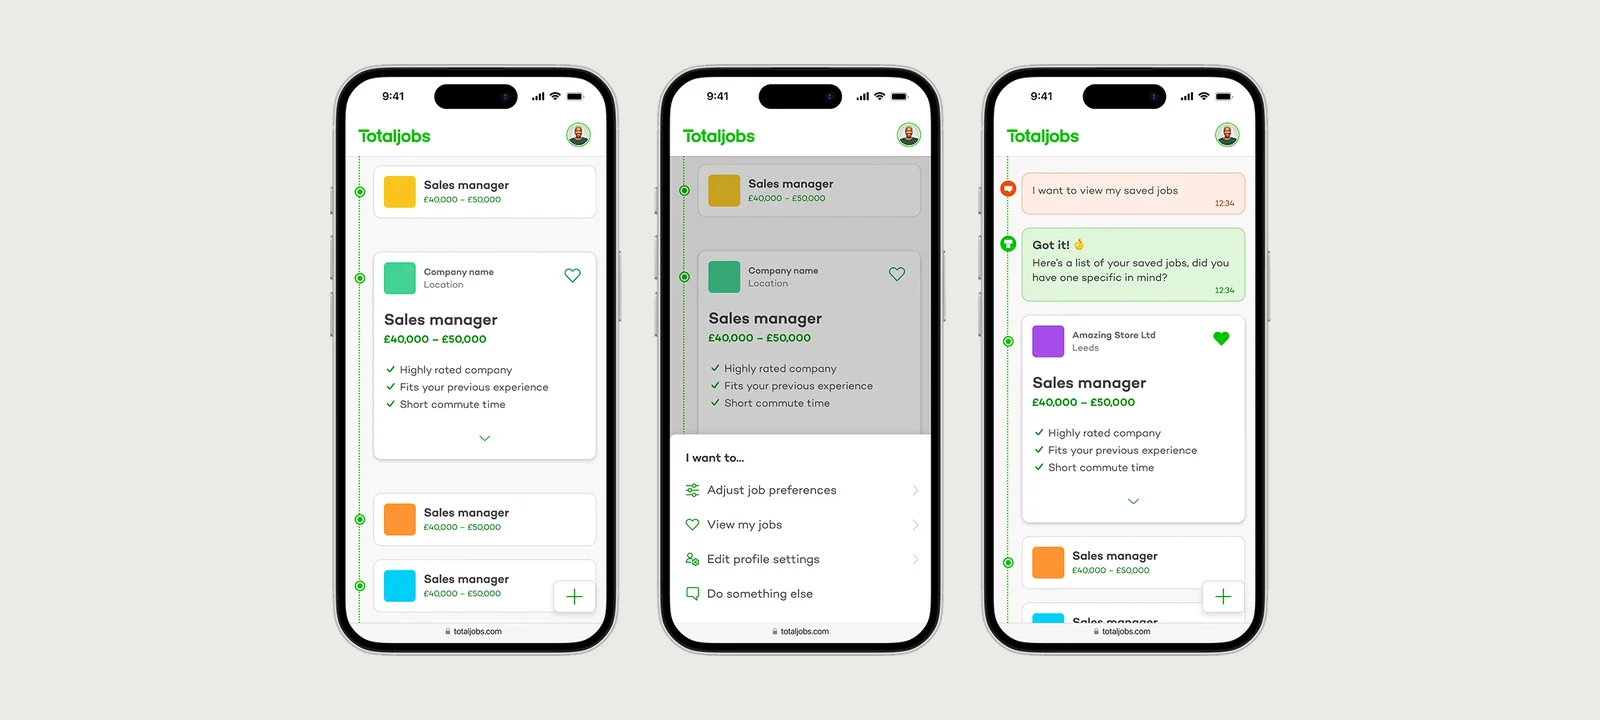 9:41
Totaljobs
Sales manager
£40,000 – £50,000
Company name
Location
Sales manager
£40,000 – £50,000
Highly rated company
Fits your previous experience
Short commute time
Sales manager
£40,000 – £50,000
Sales manager
£40,000 – £50,000
totaljobs.com
9:41
Totaljobs
Sales manager
£40,000 – £50,000
Company name
Location
Sales manager
£40,000 – £50,000
Highly rated company
Fits your previous experience
Short commute time
I want to...
Adjust job preferences
View my jobs
Edit profile settings
Do something else
totaljobs.com
9:41
Totaljobs
I want to view my saved jobs
12:34
Got it! 👌
Here's a list of your saved jobs, did you
have one specific in mind?
12:34
Amazing Store Ltd
Leeds
Sales manager
£40,000 – £50,000
Highly rated company
Fits your previous experience
Short commute time
Sales manager
£40,000 – £50,000
Sales manager
totaljobs.com